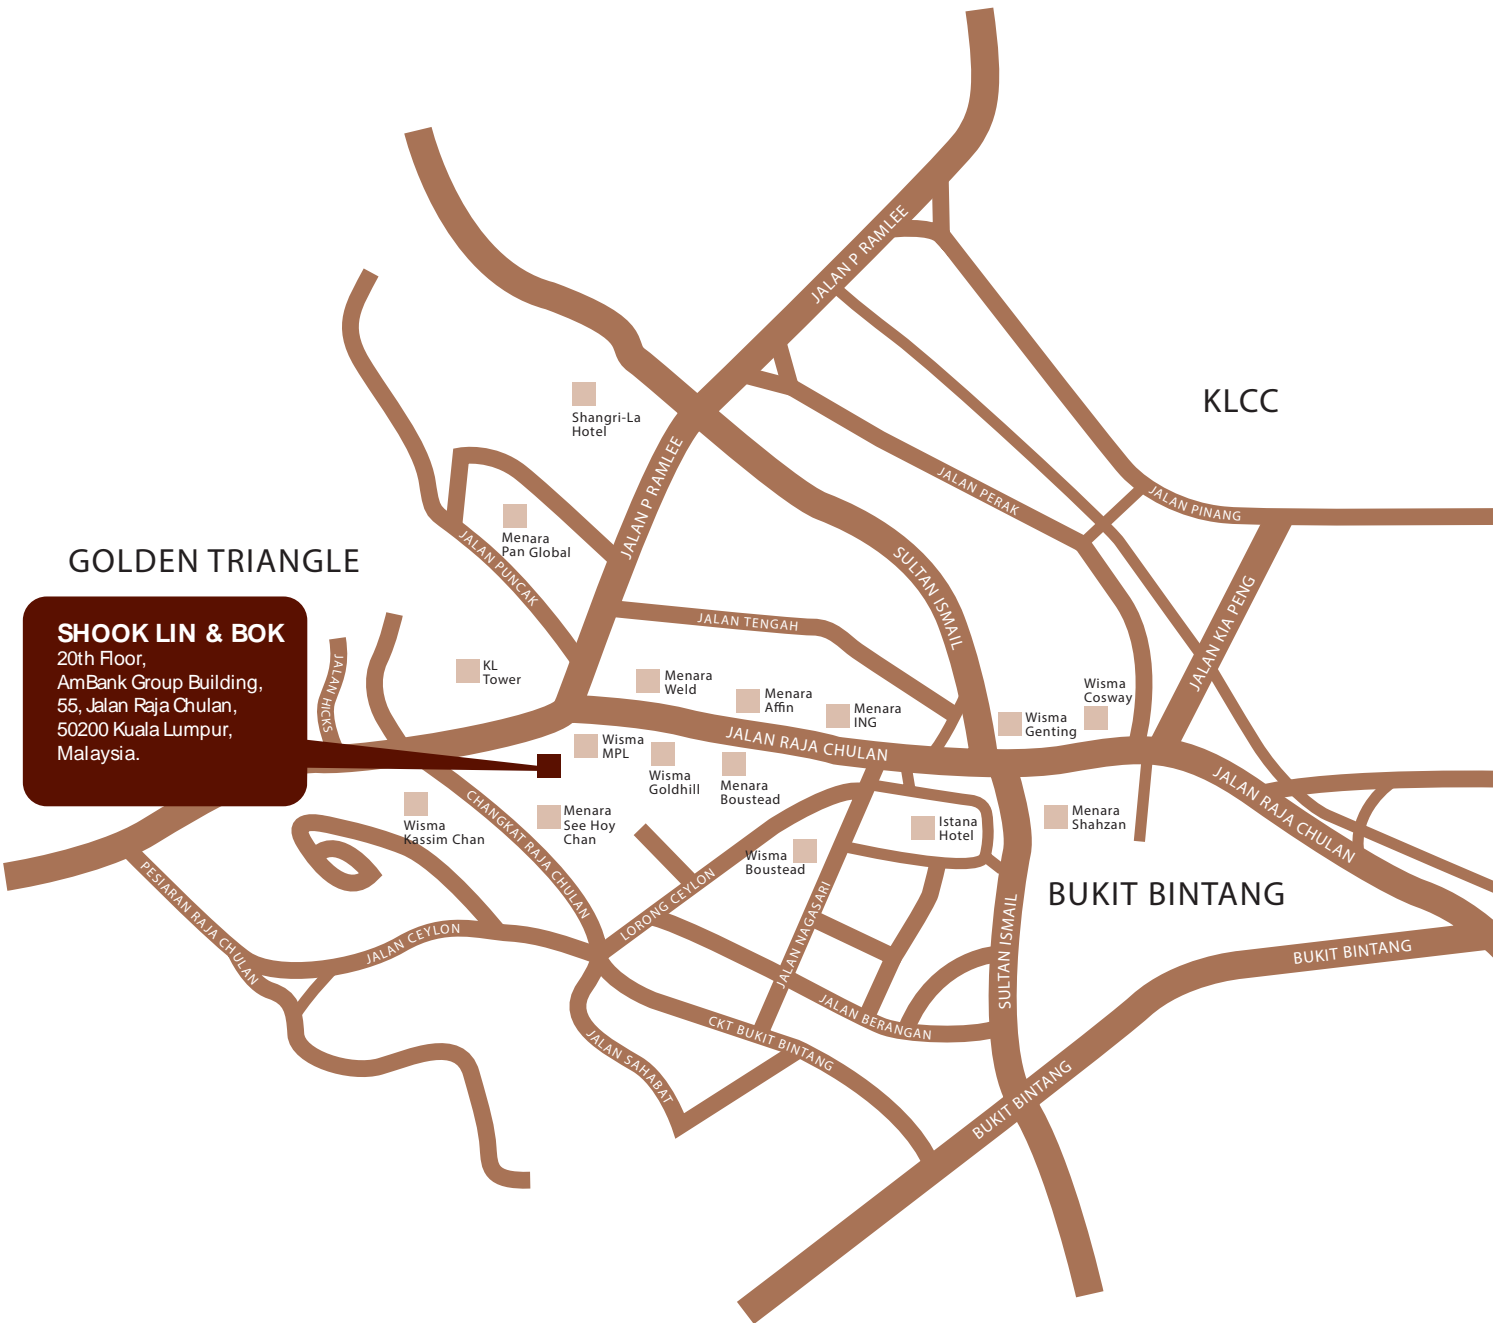 JALAN P RAMLEE
KLCC
Shangri-La
Hotel
JALAN P RAMLEE
JALAN PERAK
JALAN PINANG
Menara
Pan Global
JALAN PUNCAK
GOLDEN TRIANGLE
SULTAN ISMAIL
JALAN KIA PENG
JALAN TENGAH
SHOOK LIN & BOK
20th Floor,
AmBank Group Building,
55, Jalan Raja Chulan,
50200 Kuala Lumpur,
Malaysia.
JALAN HICKS
KL
Tower
Menara
Weld
Menara
Affin
Menara
ING
Wisma
Genting
Wisma
Cosway
JALAN RAJA CHULAN
Wisma
MPL
Wisma
Goldhill
Menara
Boustead
JALAN RAJA CHULAN
Wisma
Kassim Chan
CHANGKAT RAJA CHULAN
Menara
See Hoy
Chan
Istana
Hotel
Menara
Shahzan
Wisma
Boustead
BUKIT BINTANG
PESIARAN RAJA CHULAN
JALAN CEYLON
LORONG CEYLON
JALAN NAGASARI
SULTAN ISMAIL
BUKIT BINTANG
JALAN BERANGAN
CKT BUKIT BINTANG
JALAN SAHABAT
BUKIT BINTANG